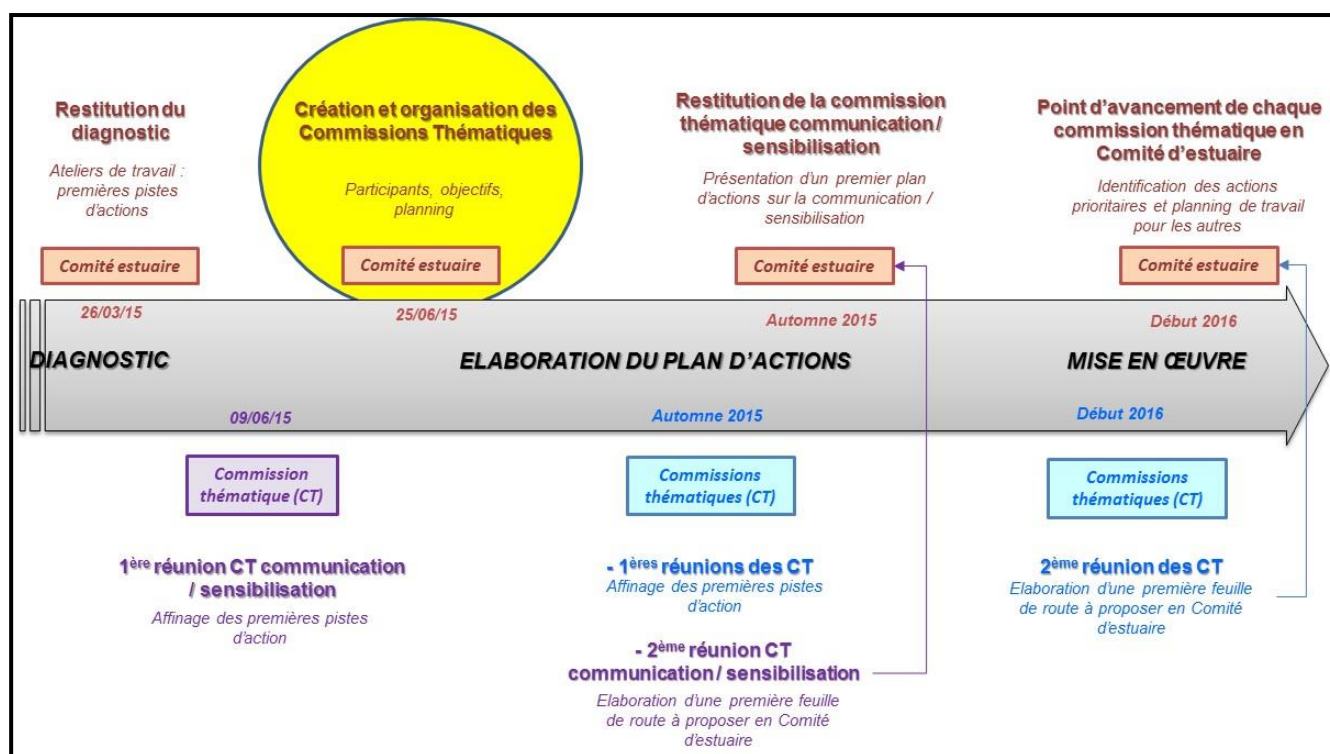 Restitution du
diagnostic
Ateliers de travail :
premières pistes
d'actions
Comité estuaire
26/03/15
Création et organisation des
Commissions Thématiques
Participants, objectifs,
planning
Comité estuaire
25/06/15
Restitution de la commission
thématique communication /
sensibilisation
Présentation d'un premier plan
d'actions sur la communication /
sensibilisation
Comité estuaire
Automne 2015
Point d'avancement de chaque
commission thématique en
Comité d'estuaire
Identification des actions
prioritaires et planning de travail
pour les autres
Comité estuaire
Début 2016
DIAGNOSTIC
ELABORATION DU PLAN D'ACTIONS
MISE EN ŒUVRE
09/06/15
Commission
thématique (CT)
1ère réunion CT communication
/ sensibilisation
Affinage des premières pistes
d'action
Automne 2015
Commissions
thématiques (CT)
- 1ères réunions des CT
Affinage des premières pistes
d'action
- 2ème réunion CT
communication / sensibilisation
Elaboration d'une première feuille
de route à proposer en Comité
d'estuaire
Début 2016
Commissions
thématiques (CT)
2ème réunion des CT
Elaboration d'une première feuille
de route à proposer en Comité
d'estuaire